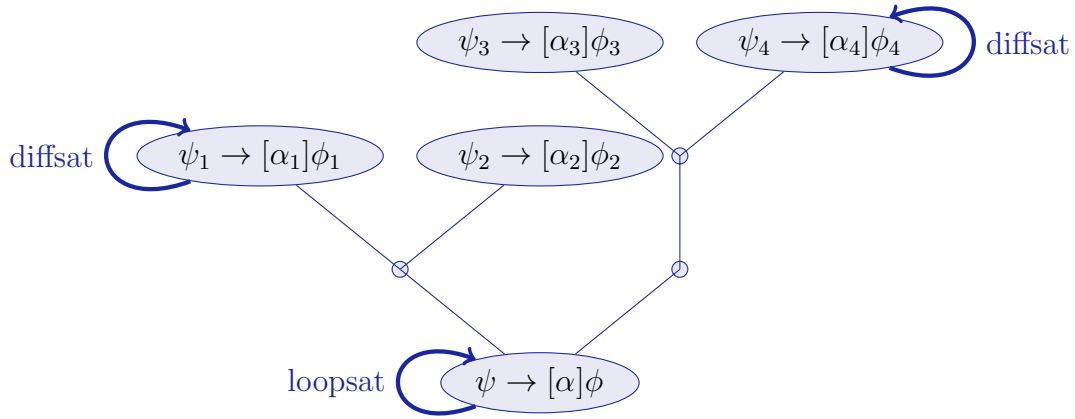 ψ₃ → [α₃]ϕ₃
ψ₄ → [α₄]ϕ₄
diffsat
diffsat
ψ₁ → [α₁]ϕ₁
ψ₂ → [α₂]ϕ₂
loopsat
ψ → [α]ϕ